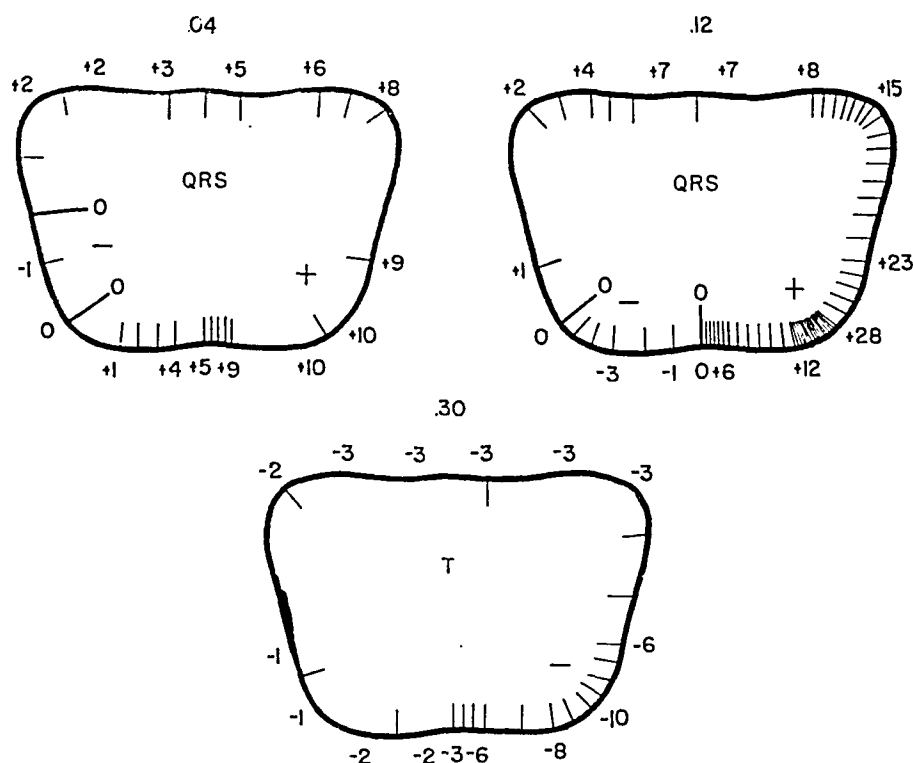 .04
+2 +2 +3 +5 +6 +8
QRS
0
− 
-1 0 + +9
0 +10
+1 +4 +5 +9 +10
.12
+2 +4 +7 +7 +8 +15
QRS
+1 0 − 0 + +23
0 +28
-3 -1 0 +6 +12
.30
-2 -3 -3 -3 -3 -3
T
-1 − -6
-1 -10
-2 -2 -3 -6 -8